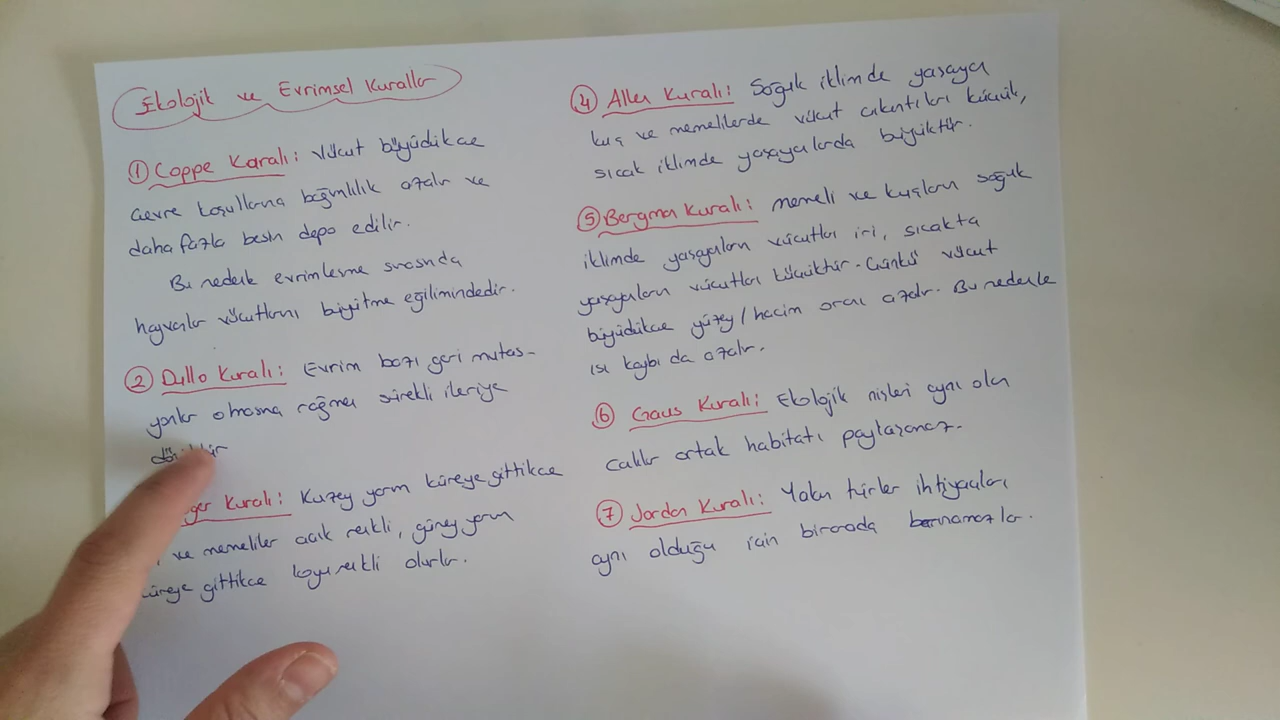 Ekolojik ve Evrimsel Kurallar
① Coppe Kuralı: Vücut büyüdükçe
çevre koşullarına bağımlılık azalır ve
daha fazla besin depo edilir.
Bu nedenle evrimleşme sırasında
hayvanlar vücutlarını büyütme eğilimindedir.
② Dullo Kuralı: Evrim bazı geri mutas-
yonlar olmasına rağmen sürekli ileriye
Kuralı: Kuzey yarım küreye gittikçe
ve memeliler açık renkli, güney yarım
küreye gittikçe koyu renkli olurlar.
④ Allen Kuralı: Soğuk iklimde yaşayan
kuş ve memelilerde vücut çıkıntıları küçük,
sıcak iklimde yaşayanlarda büyüktür.
⑤ Bergman Kuralı: memeli ve kuşların soğuk
iklimde yaşayanların vücutları iri, sıcakta
yaşayanların vücutları küçüktür. Çünkü vücut
büyüdükçe yüzey/hacim oranı azalır. Bu nedenle
ısı kaybı da azalır.
⑥ Gaus Kuralı: Ekolojik nişleri aynı olan
canlılar ortak habitatı paylaşamaz.
⑦ Jordan Kuralı: Yakın türler ihtiyaçları
aynı olduğu için birarada barınamazlar.